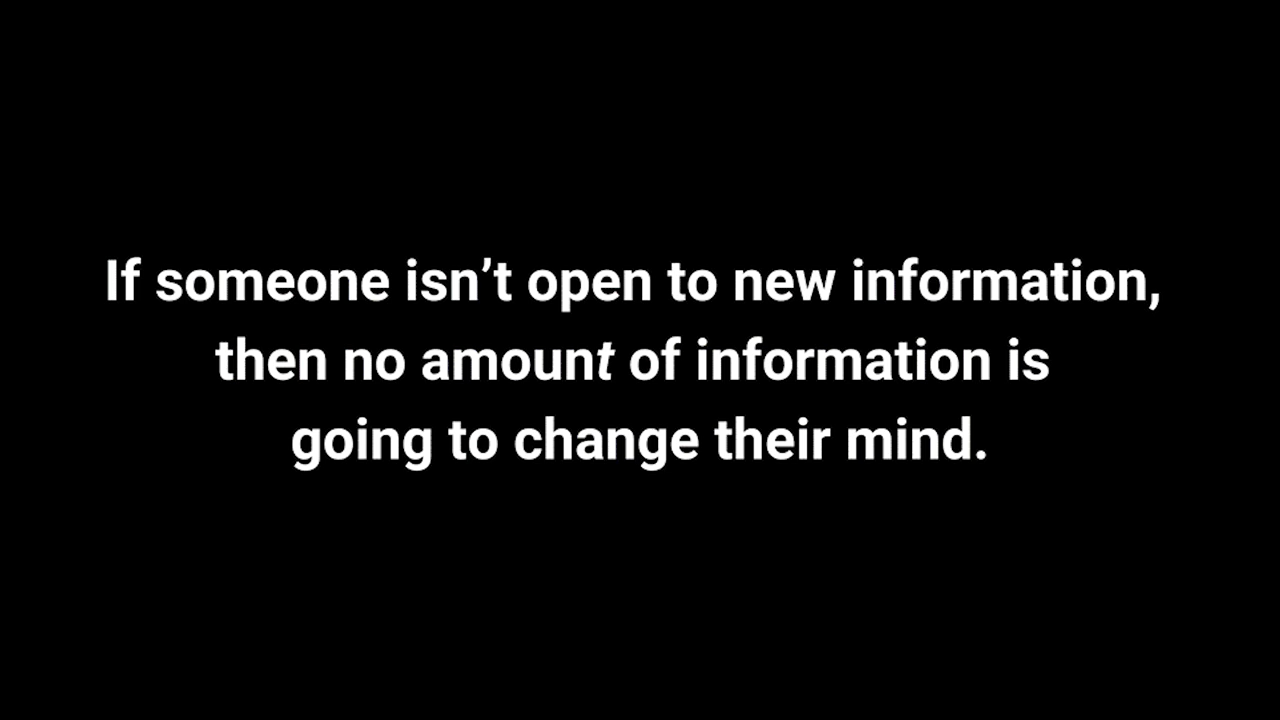 If someone isn’t open to new information,
then no amount of information is
going to change their mind.